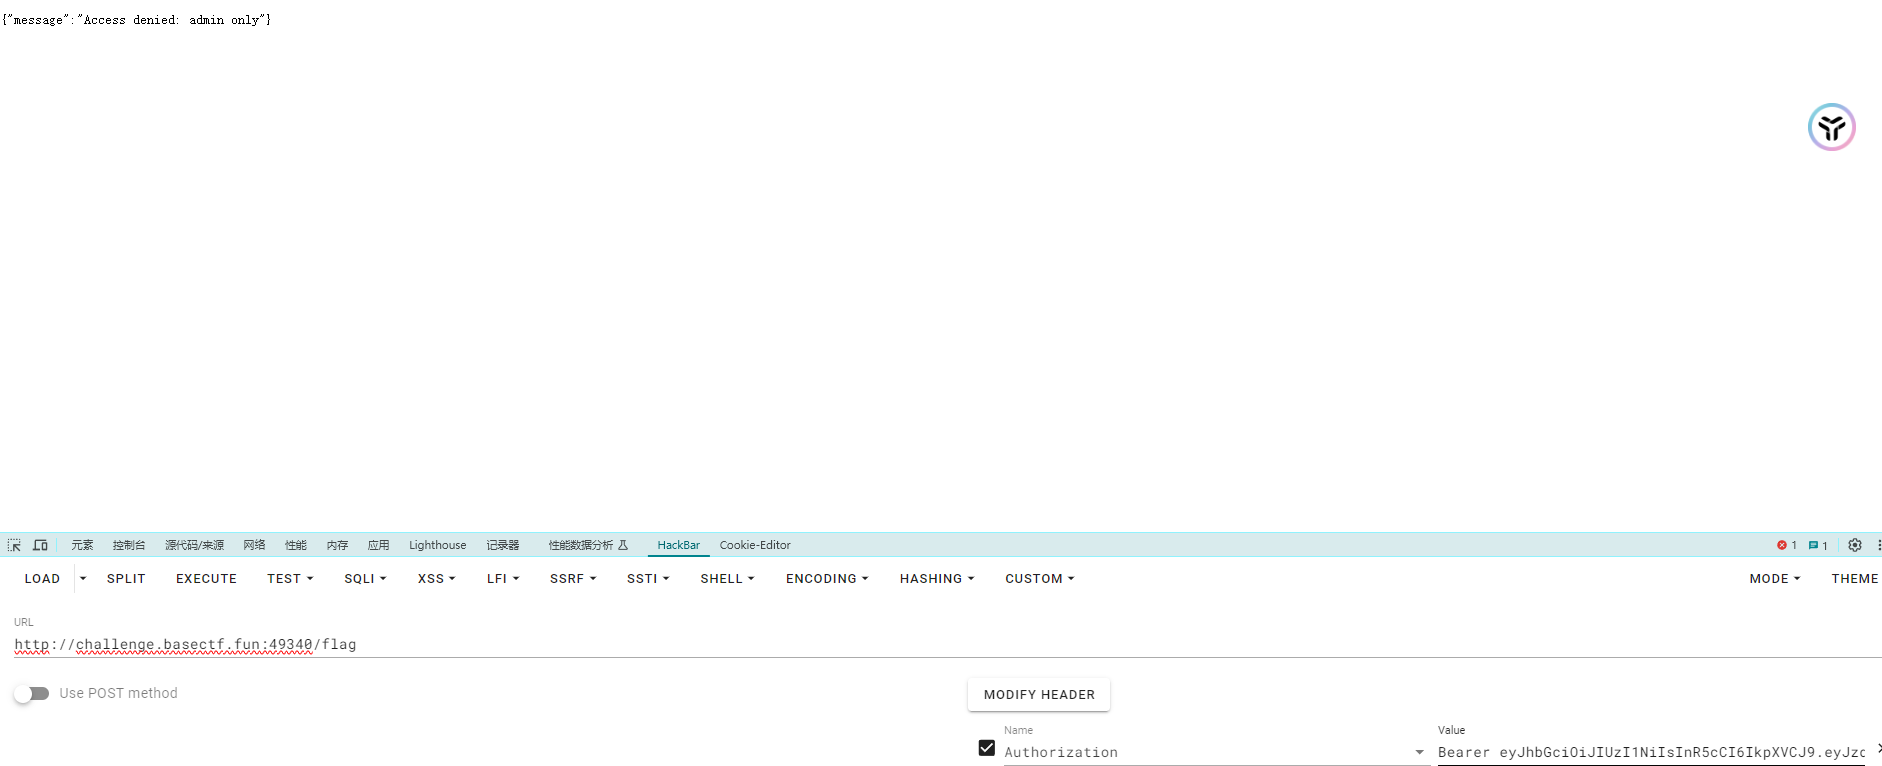 {"message":"Access denied: admin only"}
元素 控制台 源代码/来源 网络 性能 内存 应用 Lighthouse 记录器 性能数据分析 HackBar Cookie-Editor 1 1
LOAD SPLIT EXECUTE TEST SQLI XSS LFI SSRF SSTI SHELL ENCODING HASHING CUSTOM MODE THEME
URL
http://challenge.basectf.fun:49340/flag
Use POST method MODIFY HEADER
Name Value
Authorization Bearer eyJhbGciOiJIUzI1NiIsInR5cCI6IkpXVCJ9.eyJzc